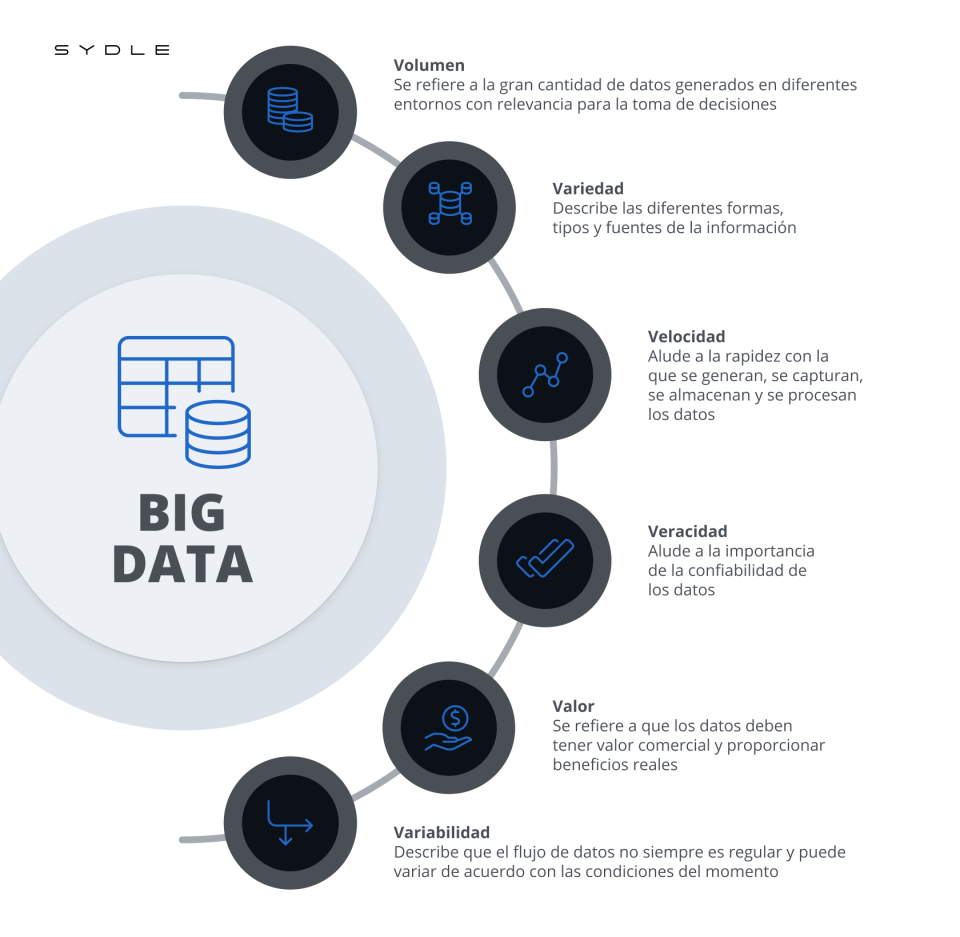 SYDLE
Volumen
Se refiere a la gran cantidad de datos generados en diferentes
entornos con relevancia para la toma de decisiones
Variedad
Describe las diferentes formas,
tipos y fuentes de la información
Velocidad
Alude a la rapidez con la
que se generan, se capturan,
se almacenan y se procesan
los datos
BIG
DATA
Veracidad
Alude a la importancia
de la confiabilidad de
los datos
Valor
Se refiere a que los datos deben
tener valor comercial y proporcionar
beneficios reales
Variabilidad
Describe que el flujo de datos no siempre es regular y puede
variar de acuerdo con las condiciones del momento